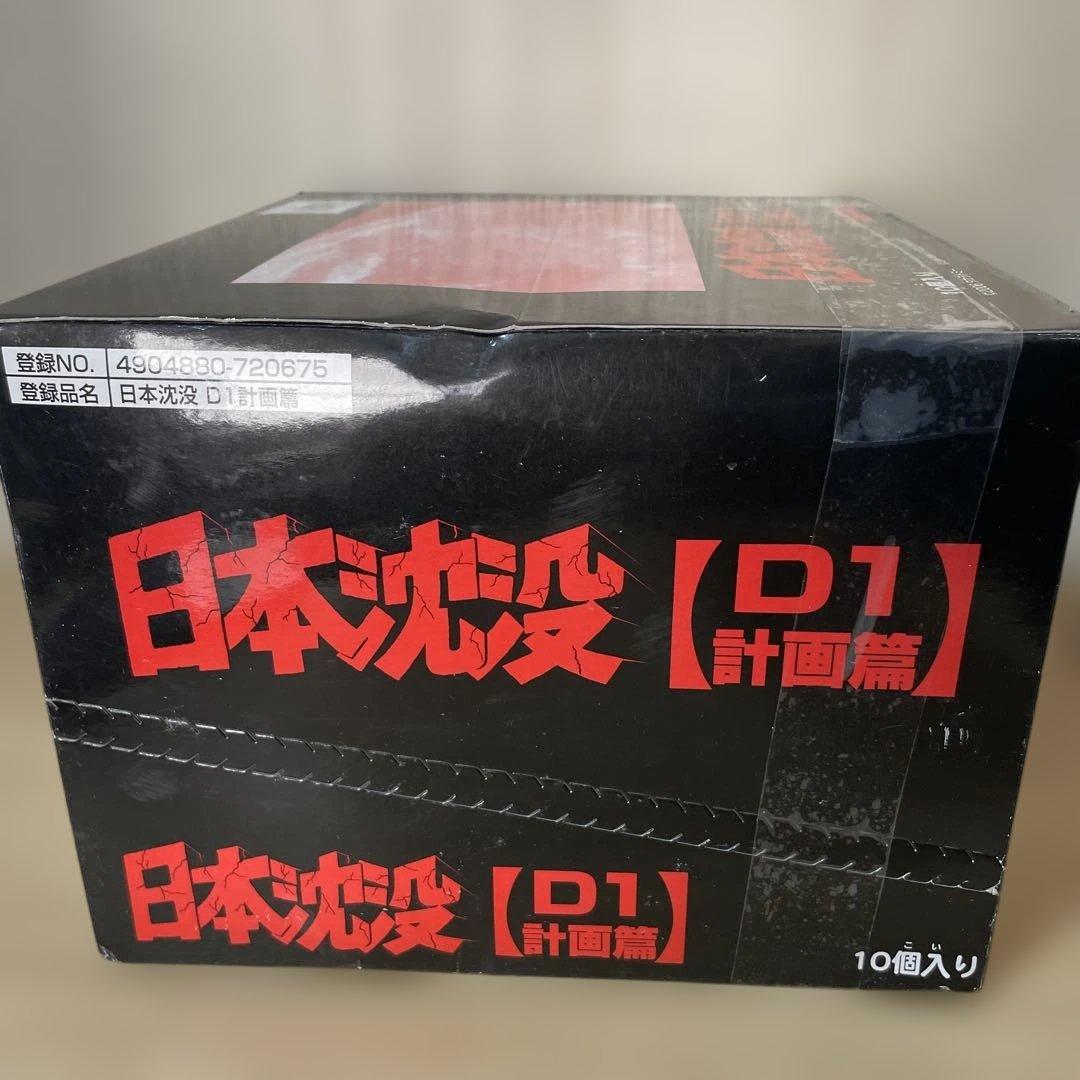 登録NO. 4904880-720675
登録品名 日本沈没 D1計画篇
日本沈没【D1計画篇】
日本沈没【D1計画篇】
こい
10個入り